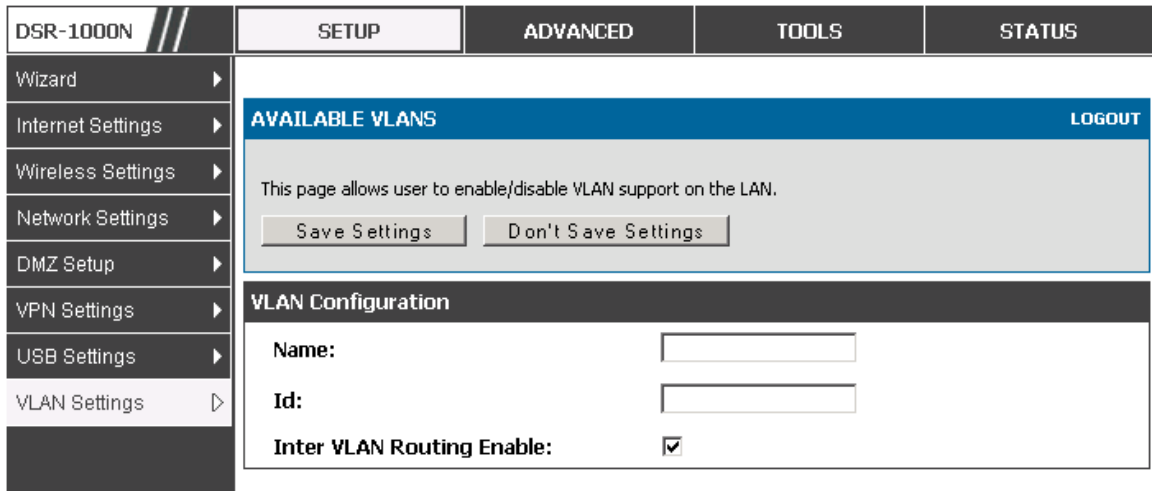 DSR-1000N
SETUP
ADVANCED
TOOLS
STATUS
Wizard
Internet Settings
Wireless Settings
Network Settings
DMZ Setup
VPN Settings
USB Settings
VLAN Settings
AVAILABLE VLANS
LOGOUT
This page allows user to enable/disable VLAN support on the LAN.
Save Settings
Don't Save Settings
VLAN Configuration
Name:
Id:
Inter VLAN Routing Enable: